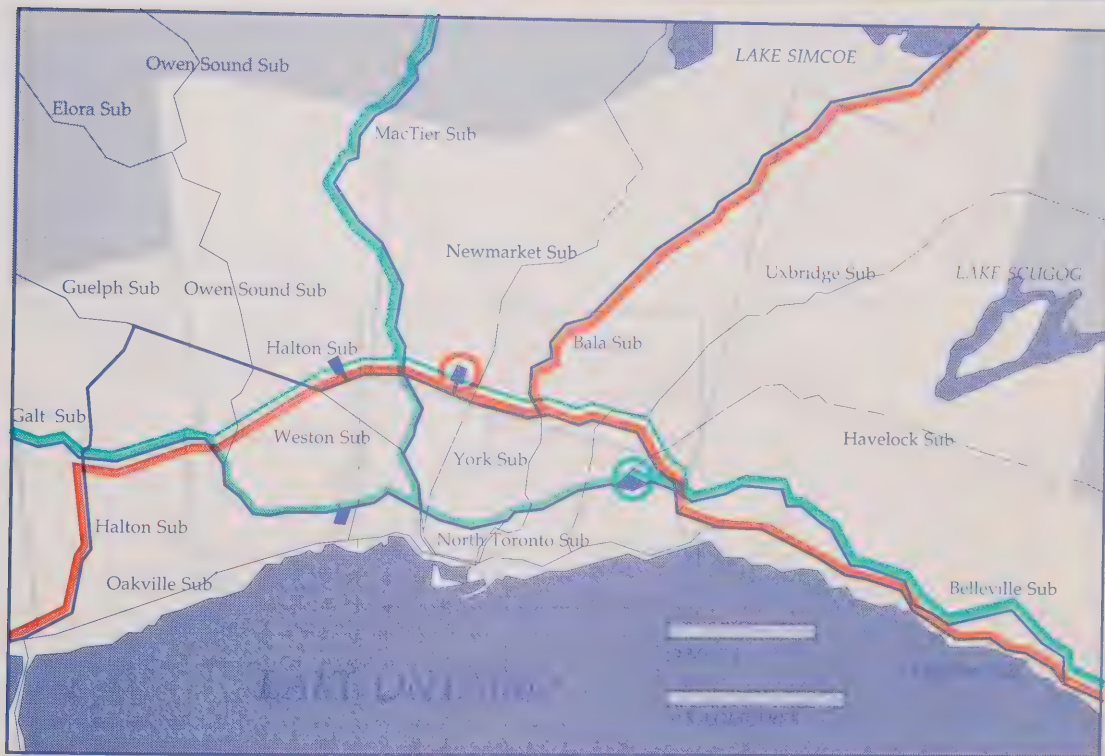 Owen Sound Sub
LAKE SIMCOE
Elora Sub
MacTier Sub
Newmarket Sub
Uxbridge Sub
LAKE SCUGOG
Guelph Sub
Owen Sound Sub
Halton Sub
Bala Sub
Galt Sub
Weston Sub
York Sub
Havelock Sub
Halton Sub
North Toronto Sub
Oakville Sub
Belleville Sub